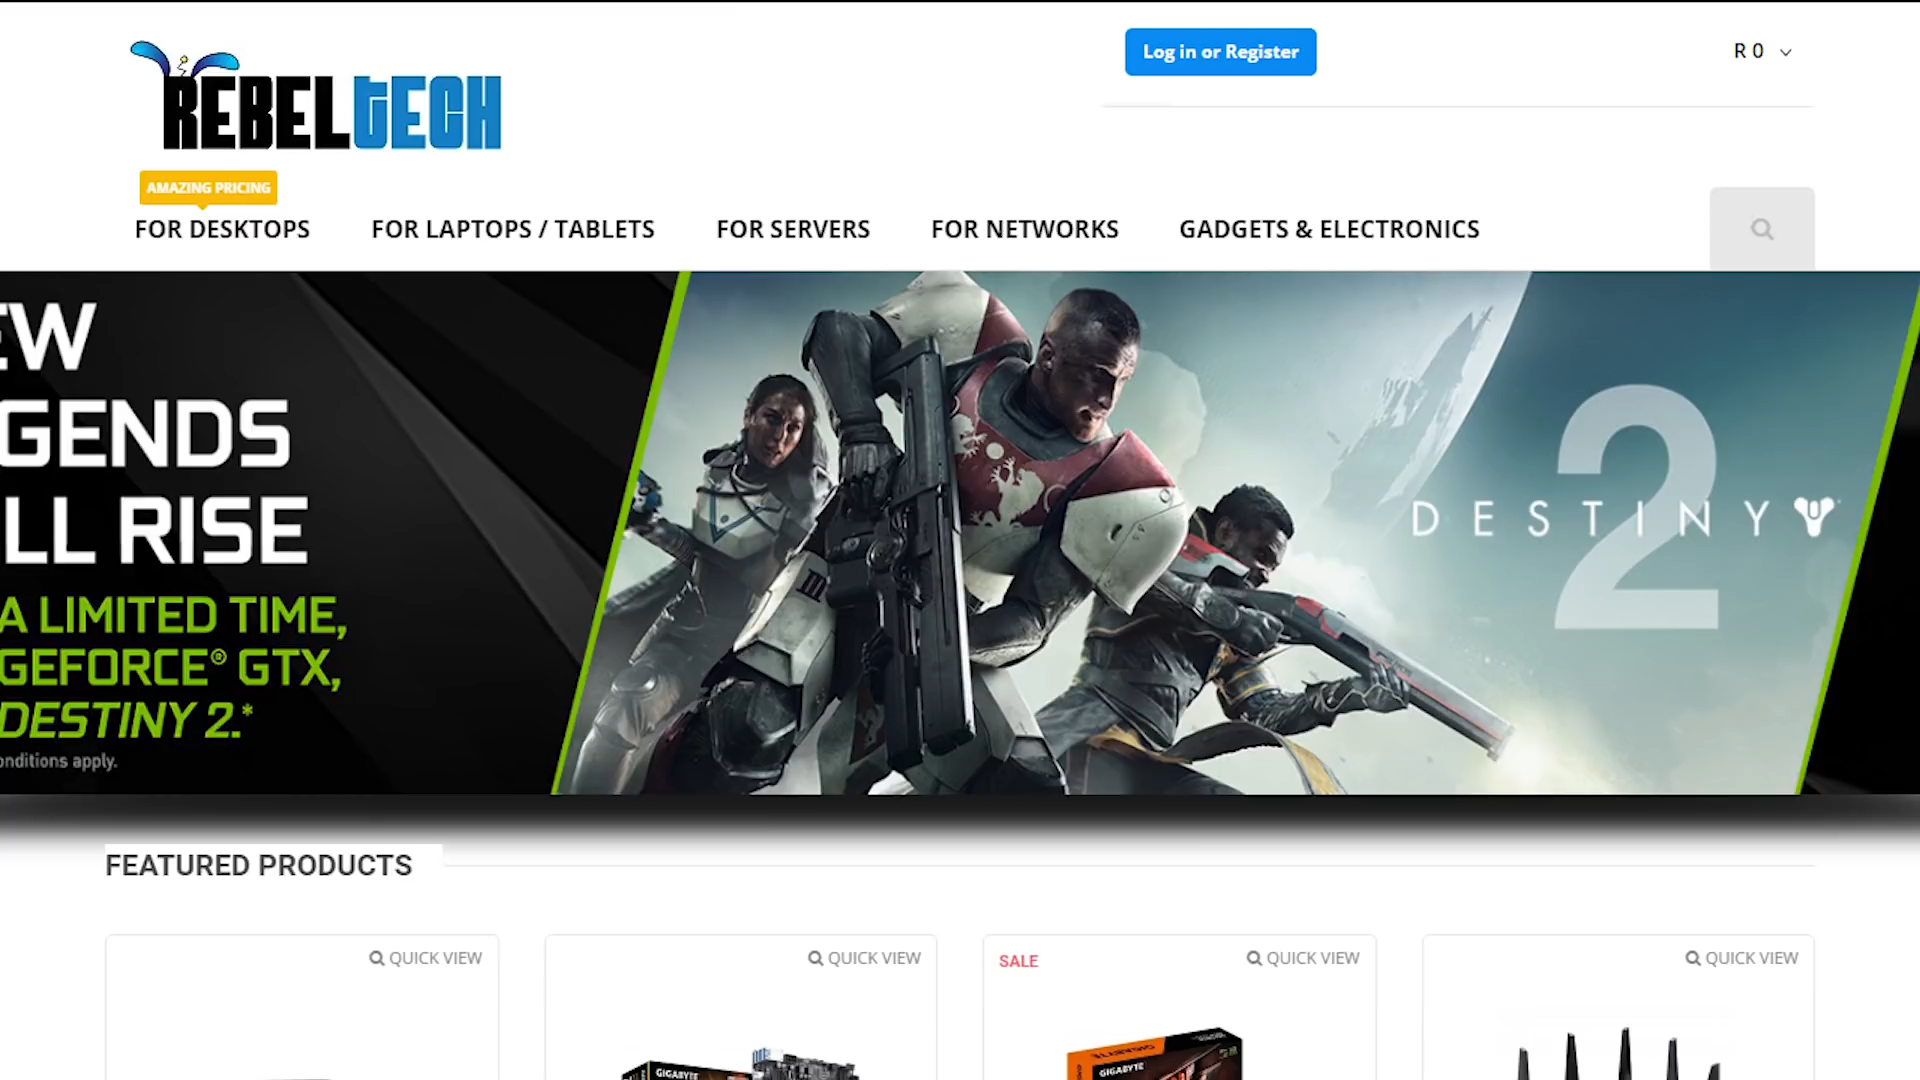 REBELTECH
Log in or Register
R 0
AMAZING PRICING
FOR DESKTOPS
FOR LAPTOPS / TABLETS
FOR SERVERS
FOR NETWORKS
GADGETS & ELECTRONICS
EW
GENDS
LL RISE
A LIMITED TIME,
GEFORCE® GTX,
DESTINY 2.*
onditions apply.
2
DESTINY
FEATURED PRODUCTS
QUICK VIEW
QUICK VIEW
SALE
QUICK VIEW
QUICK VIEW
GIGABYTE
GIGABYTE
GIGABYTE